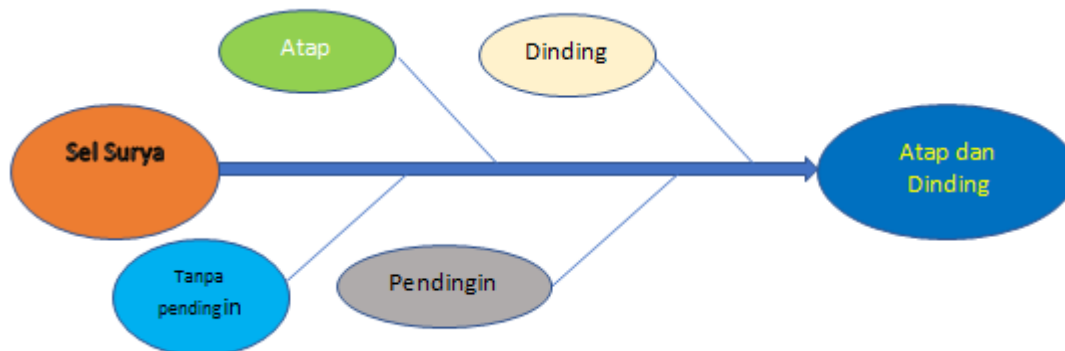 Atap
Dinding
Sel Surya
Atap dan
Dinding
Tanpa
pendingin
Pendingin